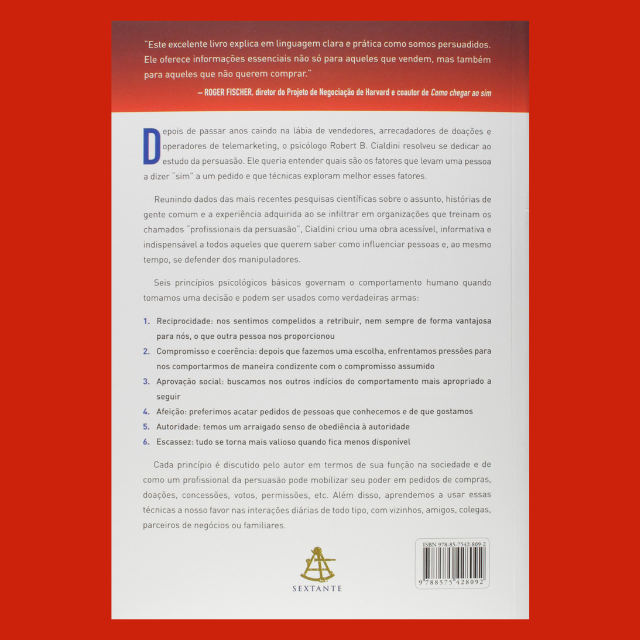 “Este excelente livro explica em linguagem clara e prática como somos persuadidos.
Ele oferece informações essenciais não só para aqueles que vendem, mas também
para aqueles que não querem comprar.”
– ROGER FISCHER, diretor do Projeto de Negociação de Harvard e coautor de Como chegar ao sim
Depois de passar anos caindo na lábia de vendedores, arrecadadores de doações e
operadores de telemarketing, o psicólogo Robert B. Cialdini resolveu se dedicar ao
estudo da persuasão. Ele queria entender quais são os fatores que levam uma pessoa
a dizer “sim” a um pedido e que técnicas exploram melhor esses fatores.
Reunindo dados das mais recentes pesquisas científicas sobre o assunto, histórias de
gente comum e a experiência adquirida ao se infiltrar em organizações que treinam os
chamados “profissionais da persuasão”, Cialdini criou uma obra acessível, informativa e
indispensável a todos aqueles que querem saber como influenciar pessoas e, ao mesmo
tempo, se defender dos manipuladores.
Seis princípios psicológicos básicos governam o comportamento humano quando
tomamos uma decisão e podem ser usados como verdadeiras armas:
1. Reciprocidade: nos sentimos compelidos a retribuir, nem sempre de forma vantajosa
para nós, o que outra pessoa nos proporcionou
2. Compromisso e coerência: depois que fazemos uma escolha, enfrentamos pressões para
nos comportarmos de maneira condizente com o compromisso assumido
3. Aprovação social: buscamos nos outros indícios do comportamento mais apropriado a
seguir
4. Afeição: preferimos acatar pedidos de pessoas que conhecemos e de que gostamos
5. Autoridade: temos um arraigado senso de obediência à autoridade
6. Escassez: tudo se torna mais valioso quando fica menos disponível
Cada princípio é discutido pelo autor em termos de sua função na sociedade e de
como um profissional da persuasão pode mobilizar seu poder em pedidos de compras,
doações, concessões, votos, permissões, etc. Além disso, aprendemos a usar essas
técnicas a nosso favor nas interações diárias de todo tipo, com vizinhos, amigos, colegas,
parceiros de negócios ou familiares.
SEXTANTE
ISBN 978-85-7542-809-2
9 788575 428092